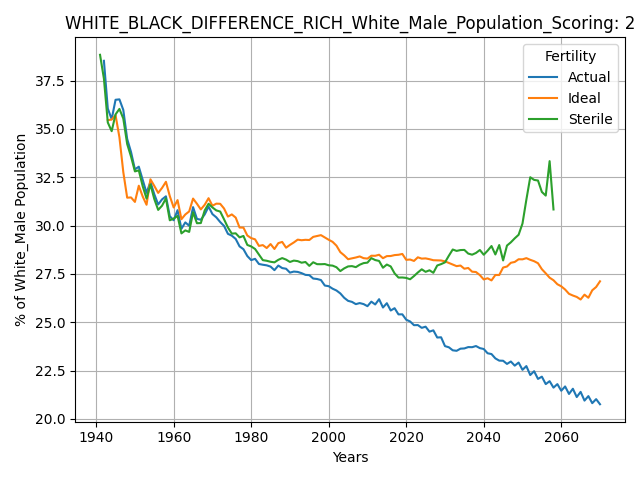 WHITE_BLACK_DIFFERENCE_RICH_White_Male_Population_Scoring: 2
Fertility
Actual
Ideal
Sterile
% of White_Male Population
37.5
35.0
32.5
30.0
27.5
25.0
22.5
20.0
1940 1960 1980 2000 2020 2040 2060
Years